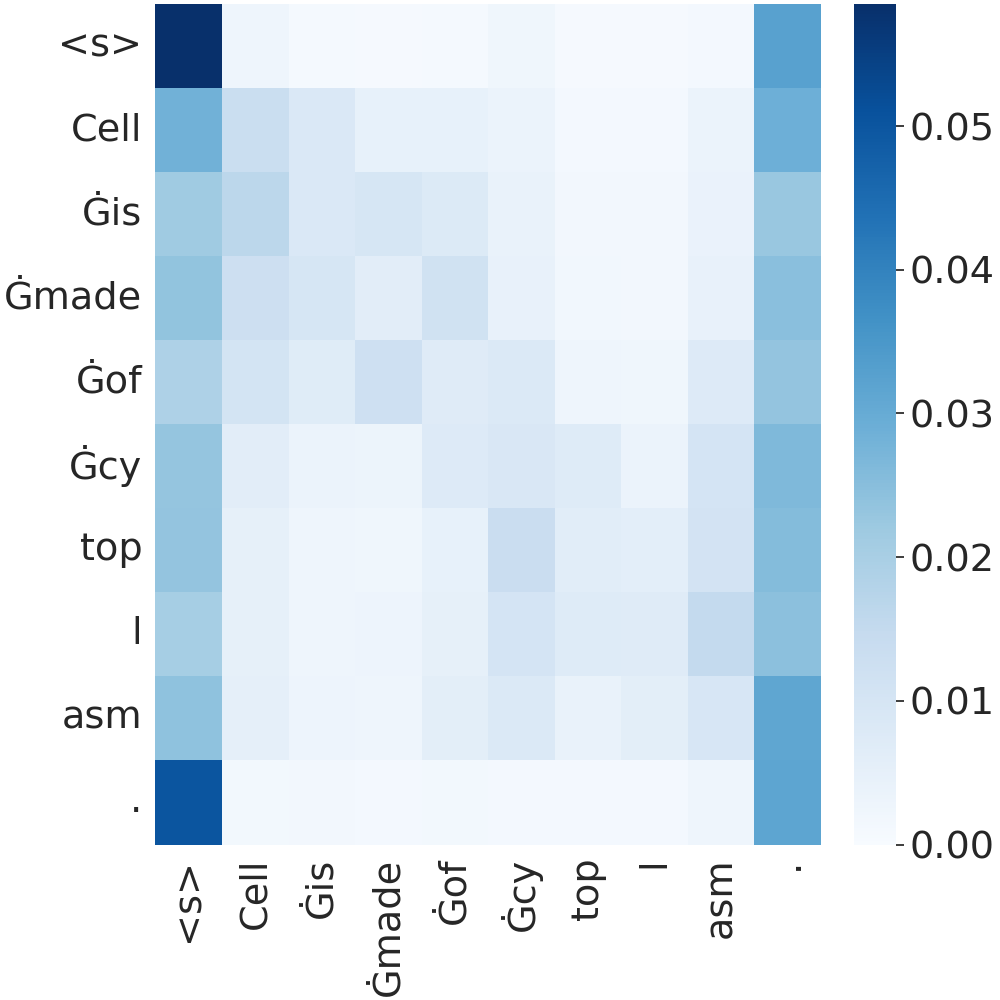 <s>
Cell
Ġis
Ġmade
Ġof
Ġcy
top
l
asm
.
<s>
Cell
Ġis
Ġmade
Ġof
Ġcy
top
l
asm
.
0.05
0.04
0.03
0.02
0.01
0.00